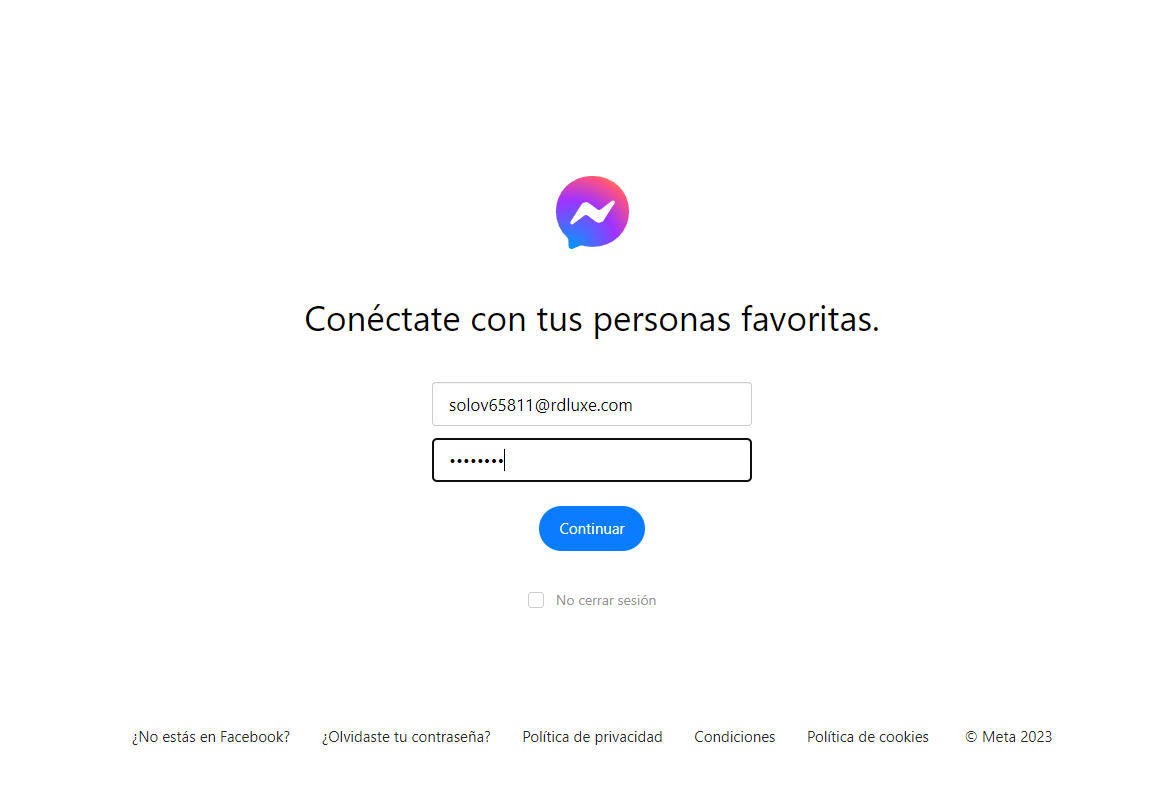 Conéctate con tus personas favoritas.
solov65811@rdluxe.com
••••••••
Continuar
No cerrar sesión
¿No estás en Facebook? ¿Olvidaste tu contraseña? Política de privacidad Condiciones Política de cookies © Meta 2023